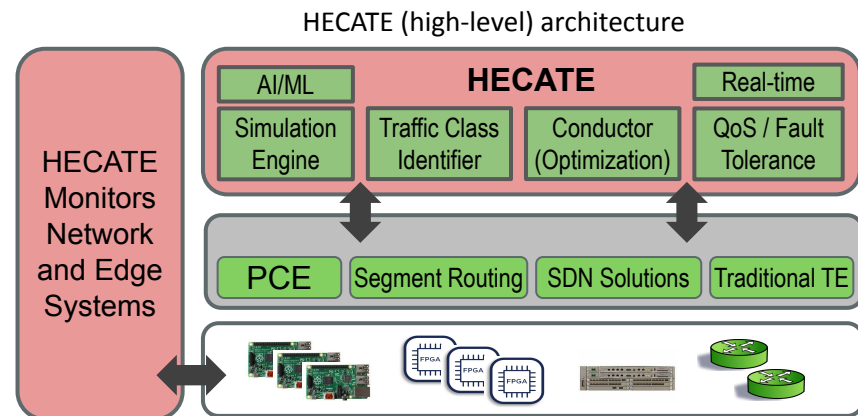 HECATE (high-level) architecture
HECATE
Monitors
Network
and Edge
Systems
AI/ML
HECATE
Real-time
Simulation
Engine
Traffic Class
Identifier
Conductor
(Optimization)
QoS / Fault
Tolerance
PCE
Segment Routing
SDN Solutions
Traditional TE
FPGA
FPGA
FPGA